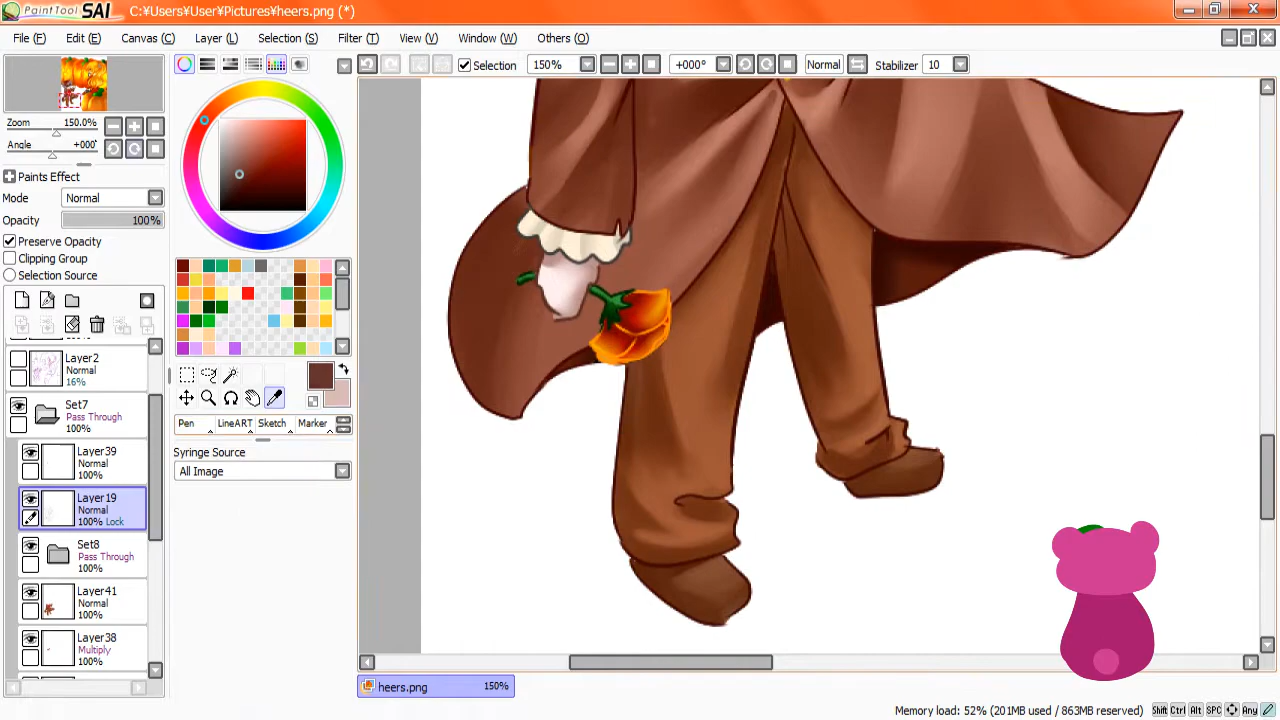 PaintTool SAI C:¥Users¥User¥Pictures¥heers.png (*)
File (F) Edit (E) Canvas (C) Layer (L) Selection (S) Filter (T) View (V) Window (W) Others (O)
Selection 150% +000° Normal Stabilizer 10
Zoom 150.0%
Angle +000°
Paints Effect
Mode Normal
Opacity 100%
Preserve Opacity
Clipping Group
Selection Source
Layer2
Normal
16%
Set7
Pass Through
100%
Layer39
Normal
100%
Layer19
Normal
100% Lock
Set8
Pass Through
100%
Layer41
Normal
100%
Layer38
Multiply
100%
Pen LineART Sketch Marker
Syringe Source
All Image
heers.png 150%
Memory load: 52% (201MB used / 863MB reserved) Shift Ctrl Alt SPC Any